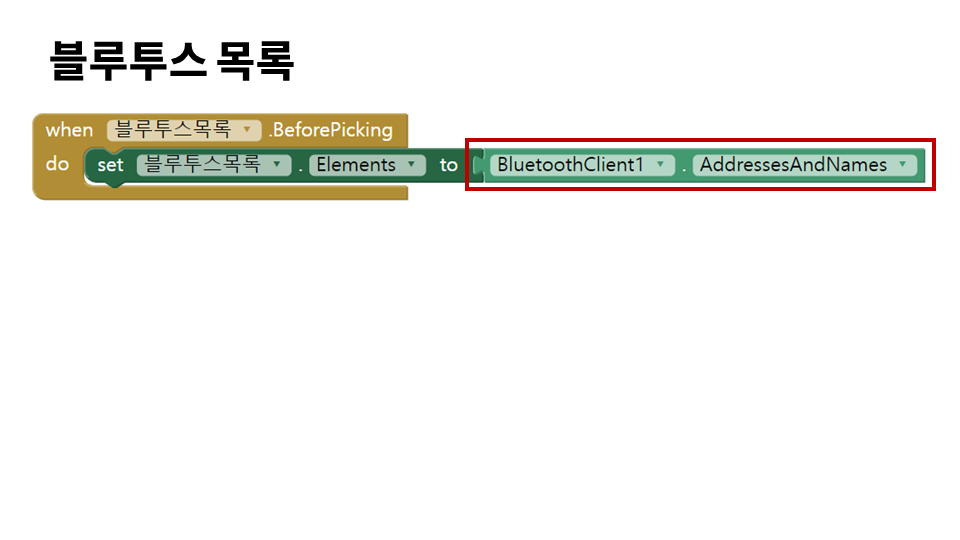 블루투스 목록
when 블루투스목록 .BeforePicking
do set 블루투스목록 . Elements to BluetoothClient1 . AddressesAndNames